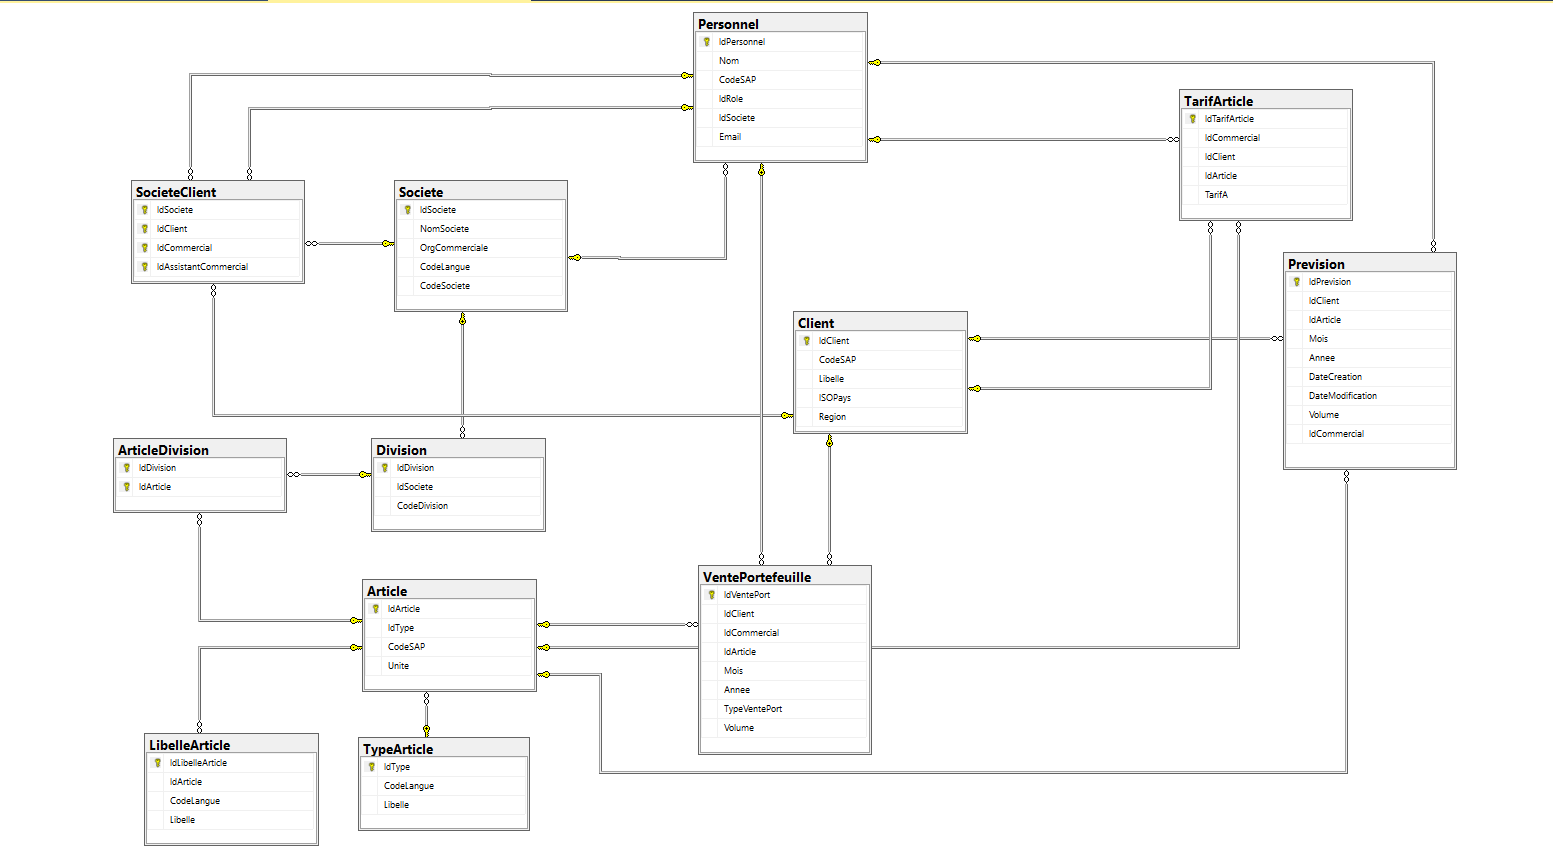 Personnel
IdPersonnel
Nom
CodeSAP
IdRole
IdSociete
Email
TarifArticle
IdTarifArticle
IdCommercial
IdClient
IdArticle
TarifA
SocieteClient
IdSociete
IdClient
IdCommercial
IdAssistantCommercial
Societe
IdSociete
NomSociete
OrgCommerciale
CodeLangue
CodeSociete
Prevision
IdPrevision
IdClient
IdArticle
Mois
Annee
DateCreation
DateModification
Volume
IdCommercial
Client
IdClient
CodeSAP
Libelle
ISOPays
Region
ArticleDivision
IdDivision
IdArticle
Division
IdDivision
IdSociete
CodeDivision
Article
IdArticle
IdType
CodeSAP
Unite
VentePortefeuille
IdVentePort
IdClient
IdCommercial
IdArticle
Mois
Annee
TypeVentePort
Volume
LibelleArticle
IdLibelleArticle
IdArticle
CodeLangue
Libelle
TypeArticle
IdType
CodeLangue
Libelle